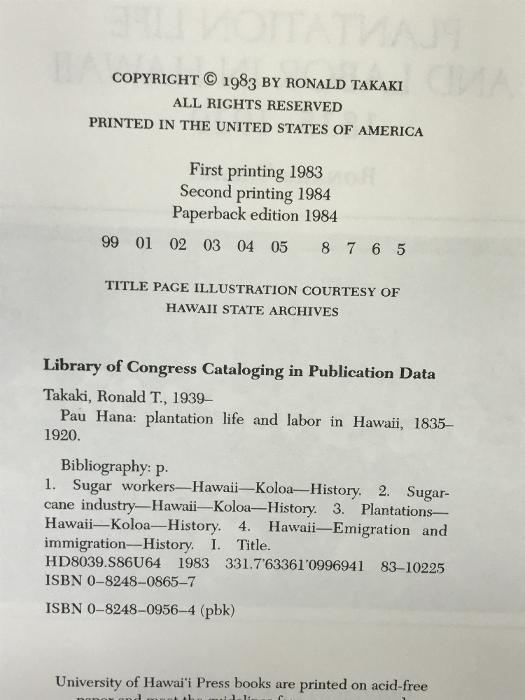 COPYRIGHT © 1983 BY RONALD TAKAKI
ALL RIGHTS RESERVED
PRINTED IN THE UNITED STATES OF AMERICA
First printing 1983
Second printing 1984
Paperback edition 1984
99 01 02 03 04 05 8 7 6 5
TITLE PAGE ILLUSTRATION COURTESY OF
HAWAII STATE ARCHIVES
Library of Congress Cataloging in Publication Data
Takaki, Ronald T., 1939–
Pau Hana: plantation life and labor in Hawaii, 1835–
1920.
Bibliography: p.
1. Sugar workers—Hawaii—Koloa—History. 2. Sugar-
cane industry—Hawaii—Koloa—History. 3. Plantations—
Hawaii—Koloa—History. 4. Hawaii—Emigration and
immigration—History. I. Title.
HD8039.S86U64 1983 331.7'63361'0996941 83–10225
ISBN 0–8248–0865–7
ISBN 0–8248–0956–4 (pbk)
University of Hawai'i Press books are printed on acid-free